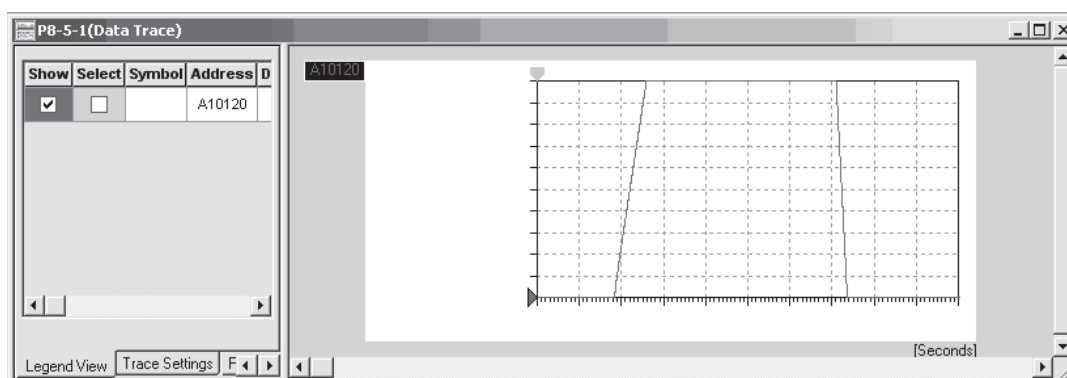 P8-5-1(Data Trace)
Show Select Symbol Address D
A10120
A10120
[Seconds]
Legend View Trace Settings F